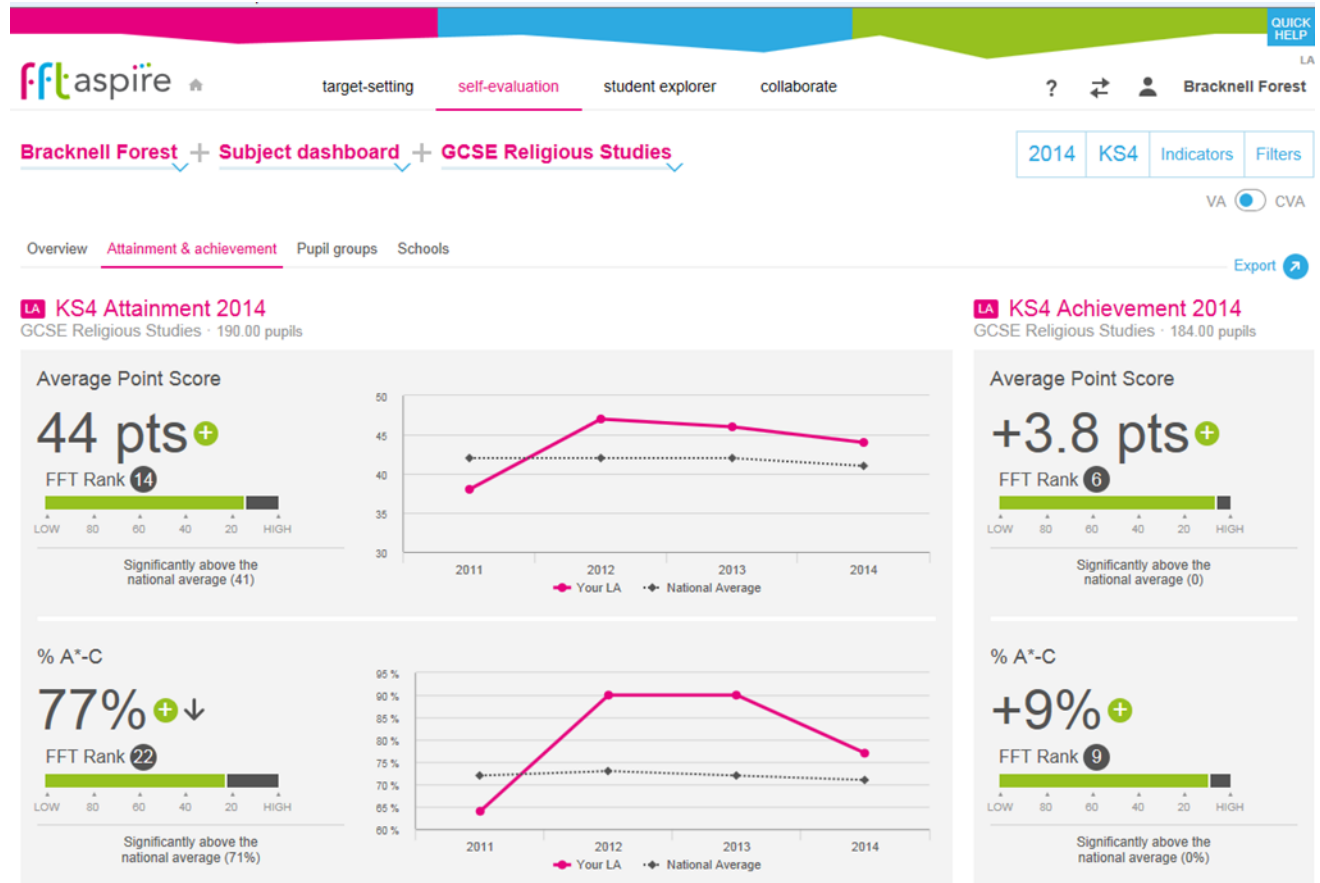 QUICK
HELP
LA
fft aspire
target-setting self-evaluation student explorer collaborate
? Bracknell Forest
Bracknell Forest + Subject dashboard + GCSE Religious Studies
2014 KS4 Indicators Filters
VA CVA
Overview Attainment & achievement Pupil groups Schools
Export
LA KS4 Attainment 2014
GCSE Religious Studies · 190.00 pupils
Average Point Score
44 pts +
FFT Rank 14
LOW 80 60 40 20 HIGH
Significantly above the
national average (41)
50
45
40
35
30
2011 2012 2013 2014
Your LA National Average
% A*-C
77% +
FFT Rank 22
LOW 80 60 40 20 HIGH
Significantly above the
national average (71%)
95 %
90 %
85 %
80 %
75 %
70 %
65 %
60 %
2011 2012 2013 2014
Your LA National Average
LA KS4 Achievement 2014
GCSE Religious Studies · 184.00 pupils
Average Point Score
+3.8 pts +
FFT Rank 6
LOW 80 60 40 20 HIGH
Significantly above the
national average (0)
% A*-C
+9% +
FFT Rank 9
LOW 80 60 40 20 HIGH
Significantly above the
national average (0%)